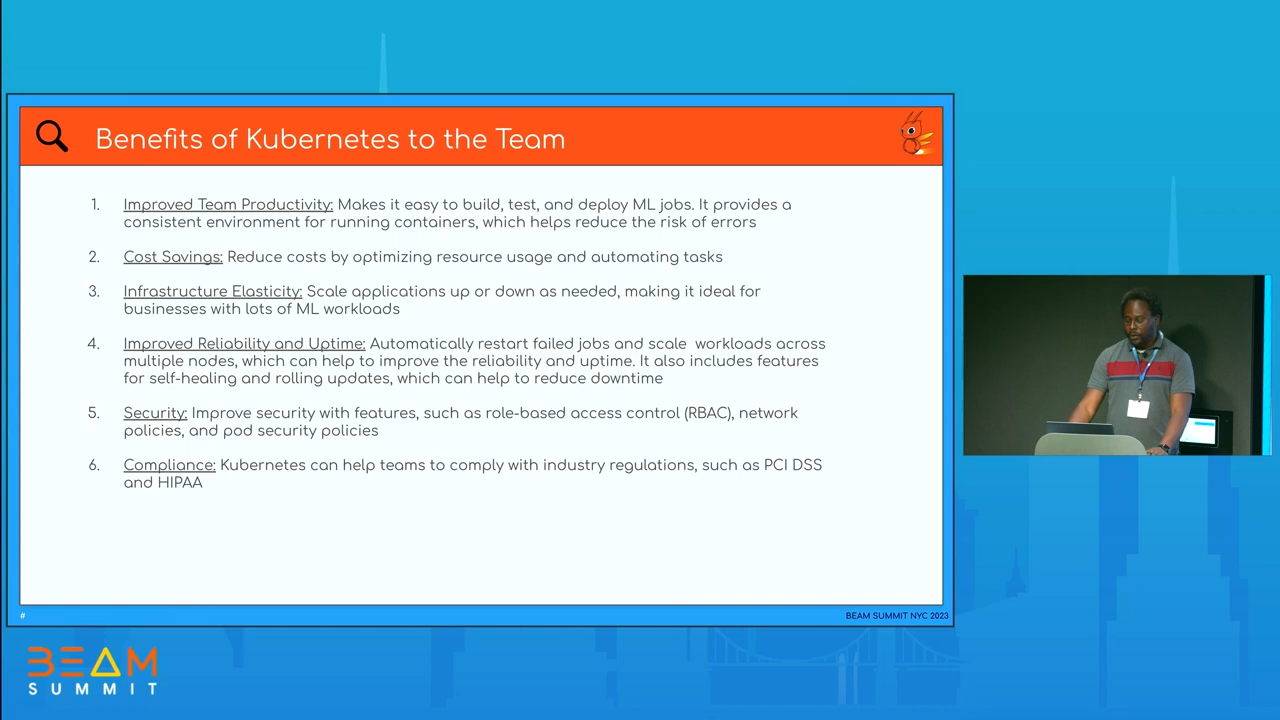 Benefits of Kubernetes to the Team
1. Improved Team Productivity: Makes it easy to build, test, and deploy ML jobs. It provides a
consistent environment for running containers, which helps reduce the risk of errors
2. Cost Savings: Reduce costs by optimizing resource usage and automating tasks
3. Infrastructure Elasticity: Scale applications up or down as needed, making it ideal for
businesses with lots of ML workloads
4. Improved Reliability and Uptime: Automatically restart failed jobs and scale  workloads across
multiple nodes, which can help to improve the reliability and uptime. It also includes features
for self-healing and rolling updates, which can help to reduce downtime
5. Security: Improve security with features, such as role-based access control (RBAC), network
policies, and pod security policies
6. Compliance: Kubernetes can help teams to comply with industry regulations, such as PCI DSS
and HIPAA
#
BEAM SUMMIT NYC 2023
BEAM
SUMMIT